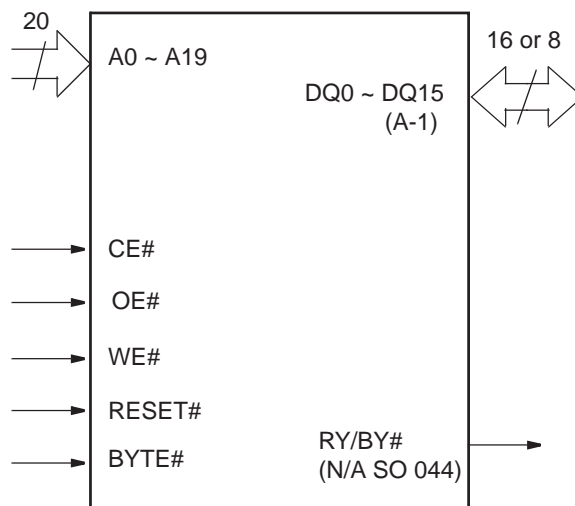 20
A0 ~ A19
16 or 8
DQ0 ~ DQ15
(A-1)
CE#
OE#
WE#
RESET#
BYTE#
RY/BY#
(N/A SO 044)